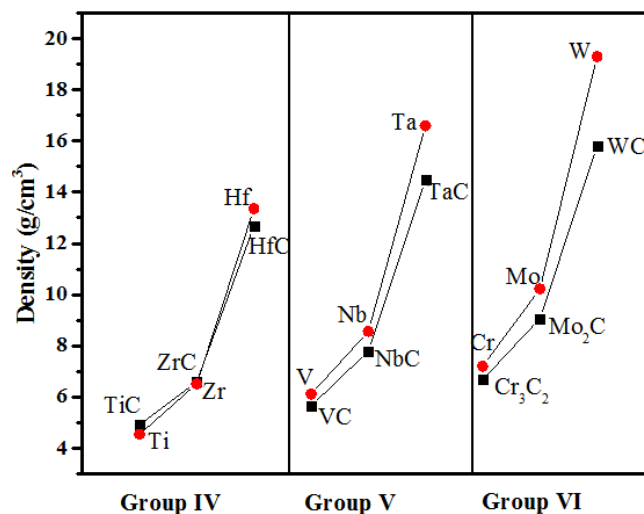 Density (g/cm³)
20
18
16
14
12
10
8
6
4
Hf
HfC
ZrC
Zr
TiC
Ti
Ta
TaC
Nb
NbC
V
VC
W
WC
Mo
Mo₂C
Cr
Cr₃C₂
Group IV
Group V
Group VI